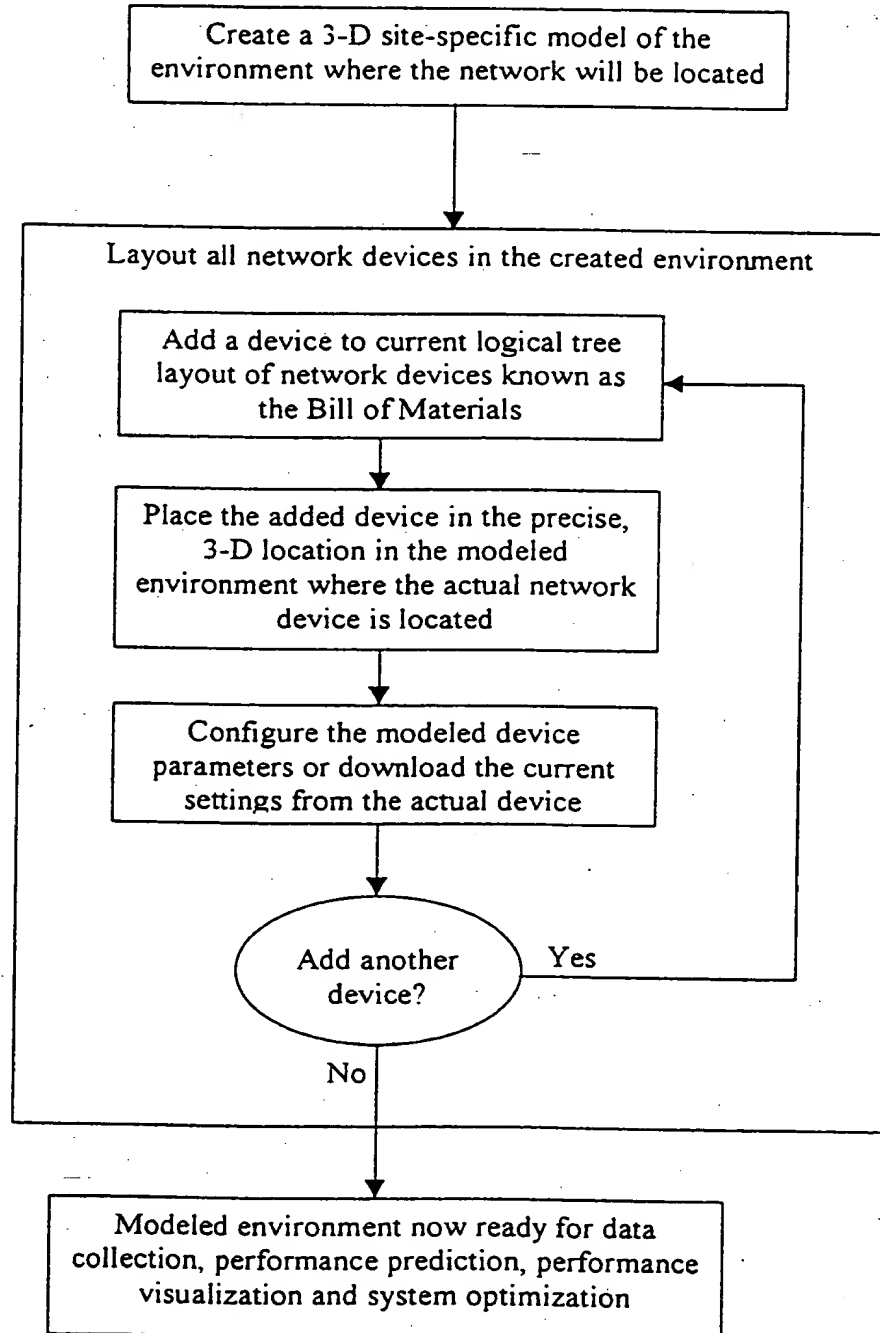 Create a 3-D site-specific model of the
environment where the network will be located
Layout all network devices in the created environment
Add a device to current logical tree
layout of network devices known as
the Bill of Materials
Place the added device in the precise,
3-D location in the modeled
environment where the actual network
device is located
Configure the modeled device
parameters or download the current
settings from the actual device
Add another
device?
Yes
No
Modeled environment now ready for data
collection, performance prediction, performance
visualization and system optimization